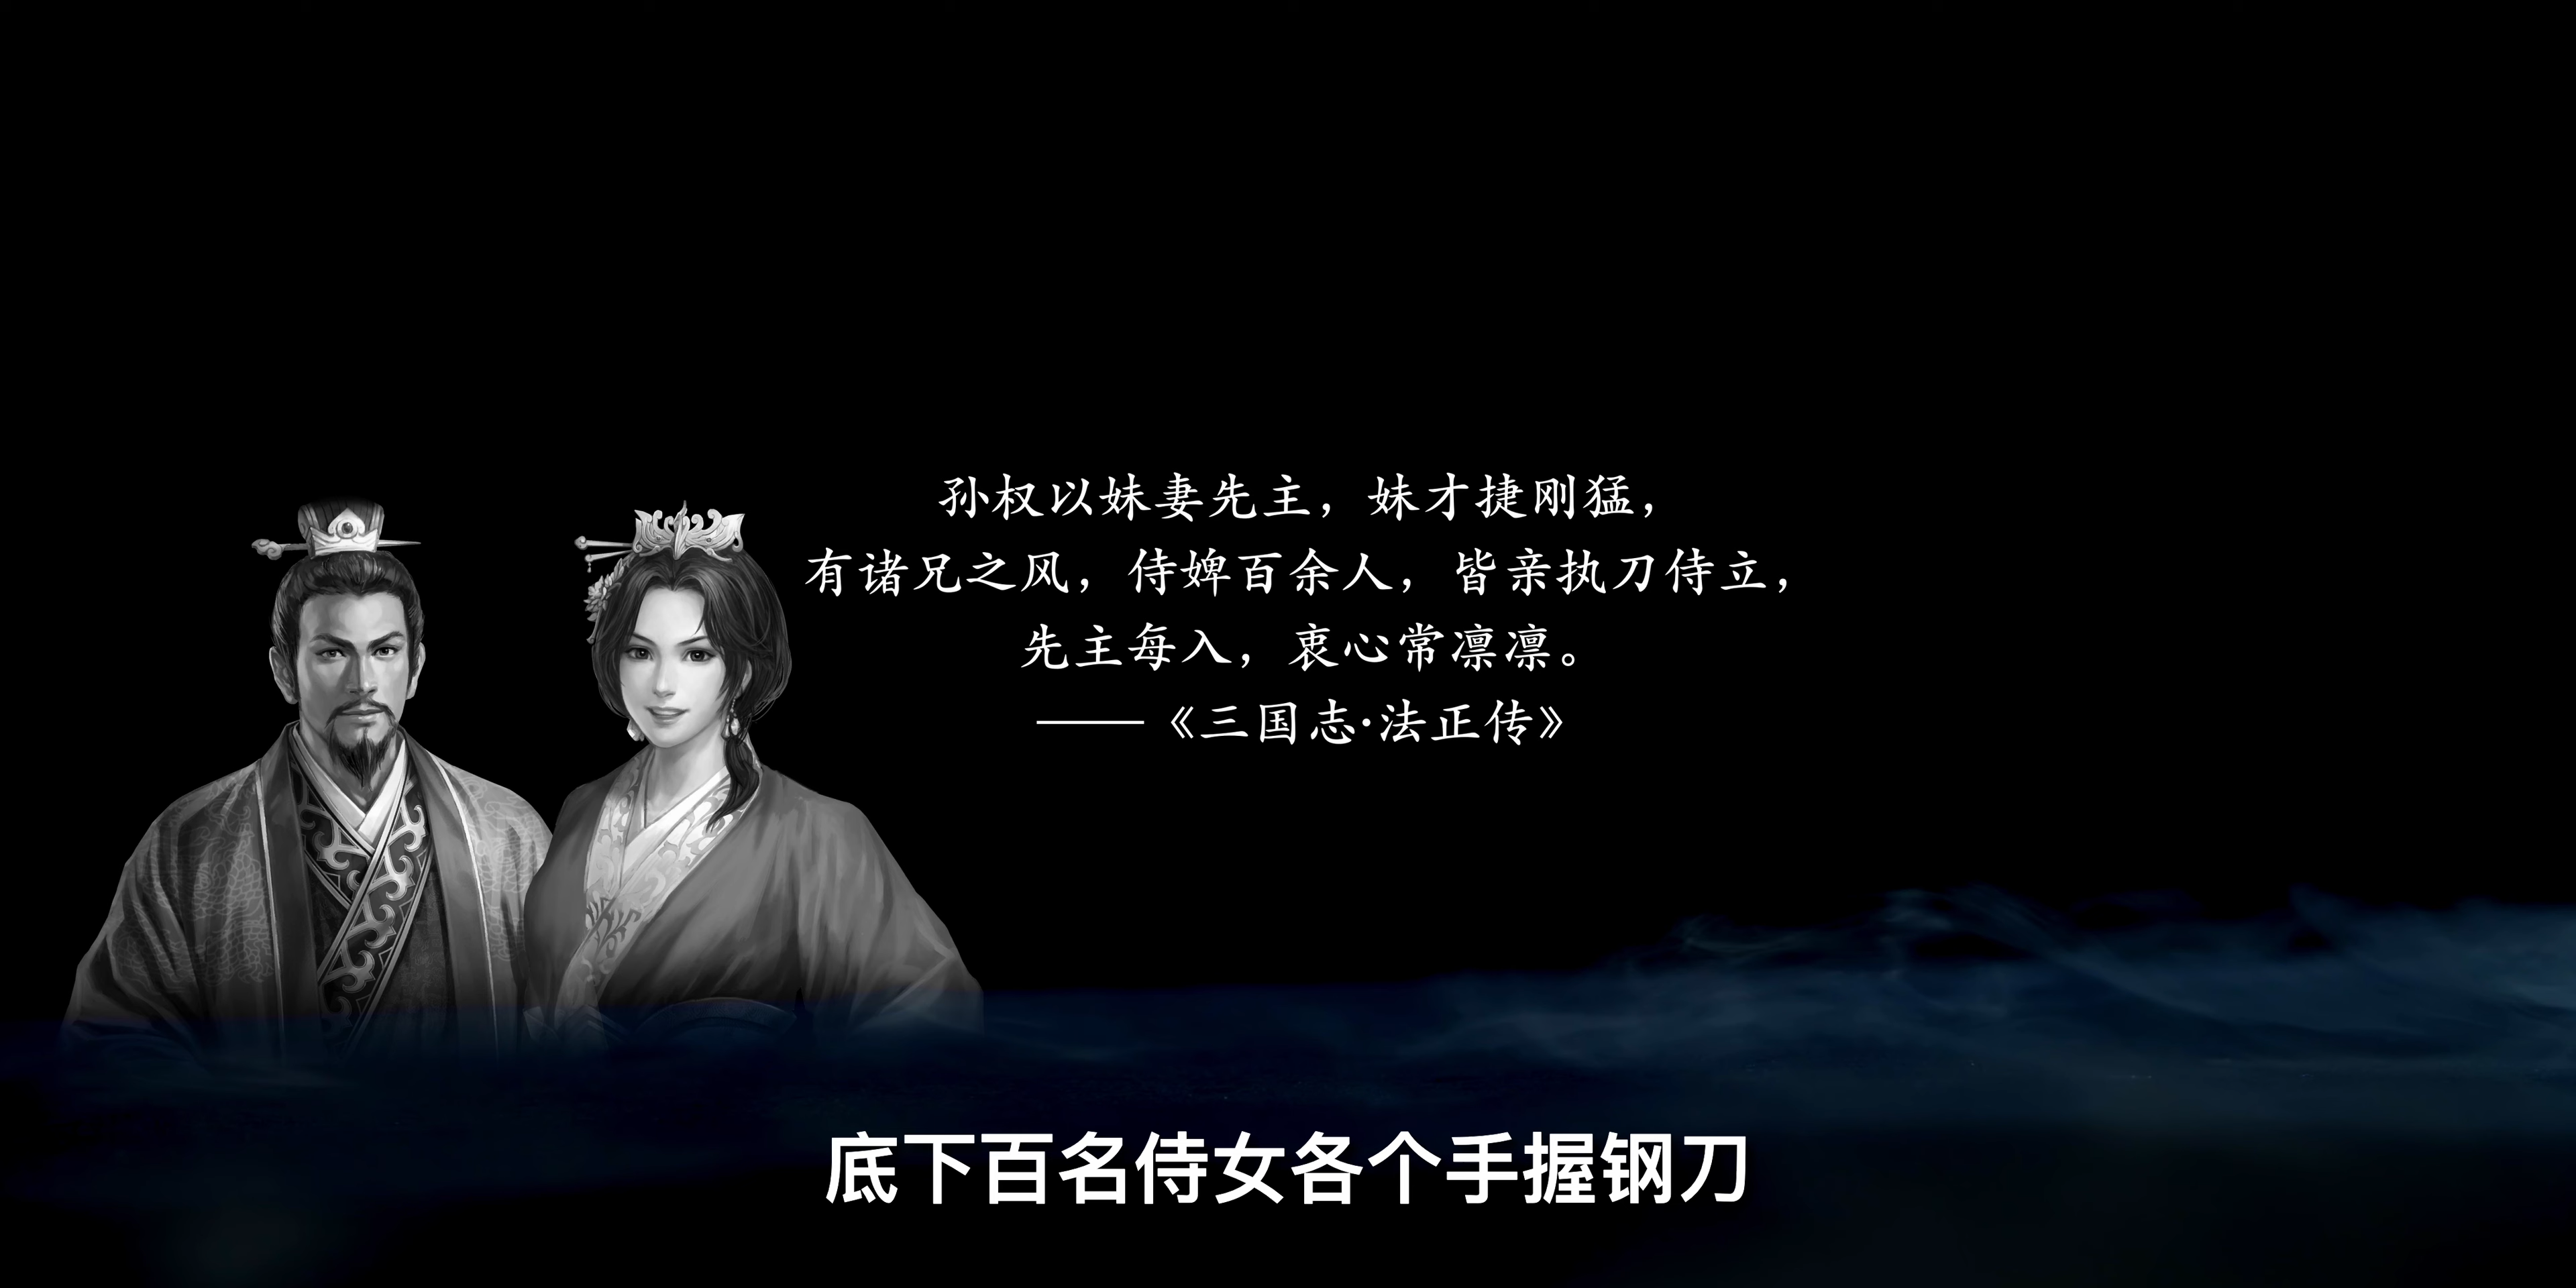 孙权以妹妻先主，妹才捷刚猛，
有诸兄之风，侍婢百余人，皆亲执刀侍立，
先主每入，衷心常凛凛。
——《三国志·法正传》
底下百名侍女各个手握钢刀